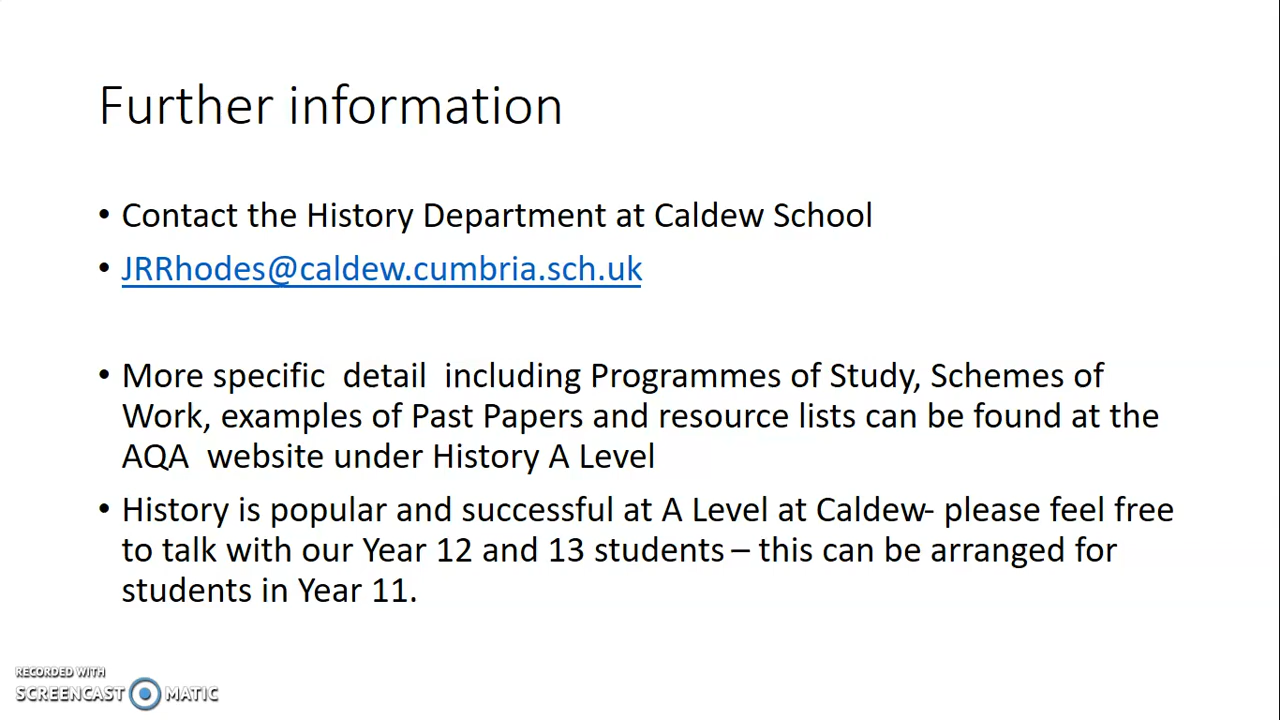 Further information
• Contact the History Department at Caldew School
• JRRhodes@caldew.cumbria.sch.uk
• More specific  detail  including Programmes of Study, Schemes of
Work, examples of Past Papers and resource lists can be found at the
AQA  website under History A Level
• History is popular and successful at A Level at Caldew- please feel free
to talk with our Year 12 and 13 students – this can be arranged for
students in Year 11.
RECORDED WITH
SCREENCAST MATIC